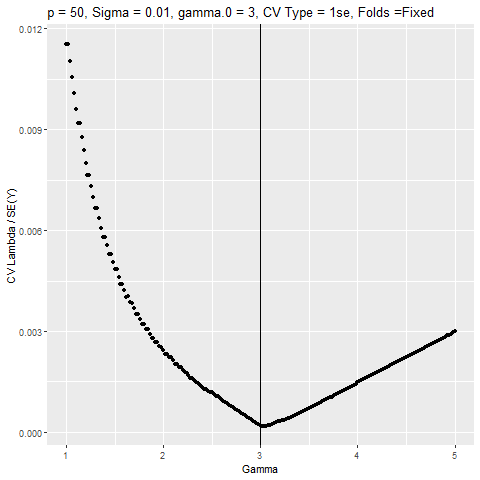 p = 50, Sigma = 0.01, gamma.0 = 3, CV Type = 1se, Folds =Fixed
CV Lambda / SE(Y)
0.012
0.009
0.006
0.003
0.000
1 2 3 4 5
Gamma